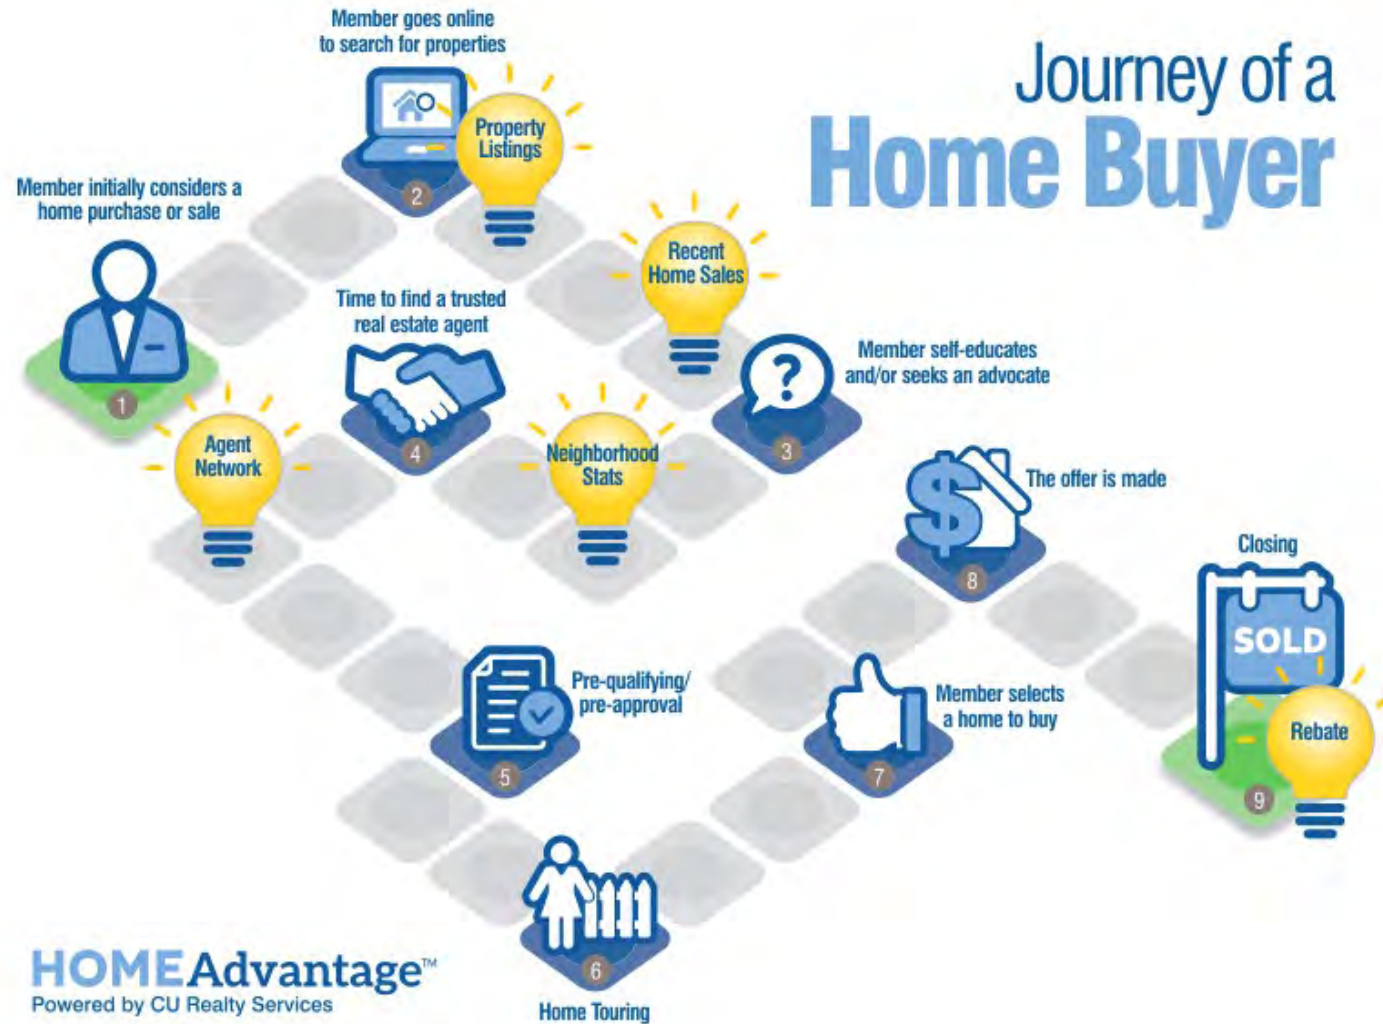 Journey of a
Home Buyer
Member initially considers a
home purchase or sale
1
Member goes online
to search for properties
2
Property
Listings
Recent
Home Sales
Member self-educates
and/or seeks an advocate
3
Neighborhood
Stats
Time to find a trusted
real estate agent
4
Agent
Network
Pre-qualifying/
pre-approval
5
6
Home Touring
Member selects
a home to buy
7
The offer is made
8
Closing
SOLD
Rebate
9
HOMEAdvantage™
Powered by CU Realty Services